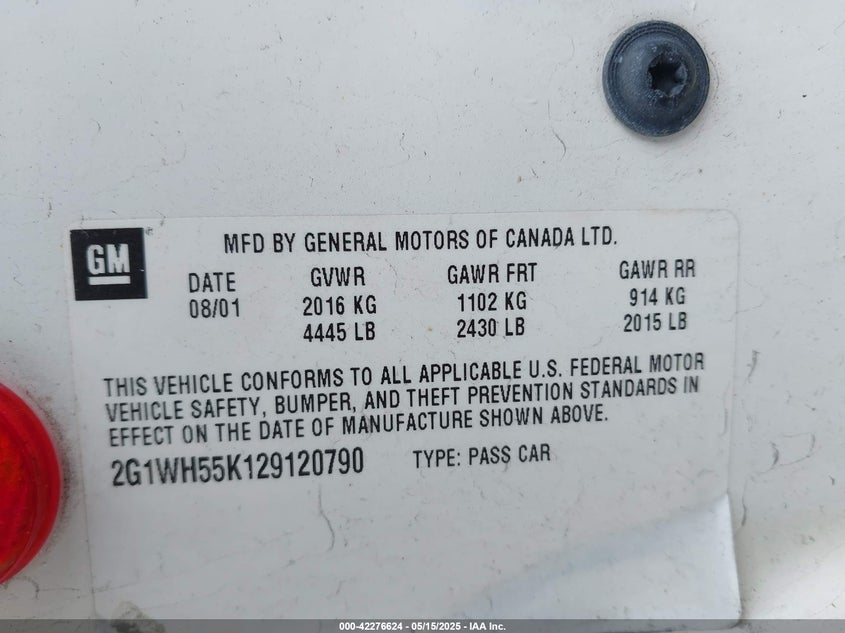 GM
MFD BY GENERAL MOTORS OF CANADA LTD.
DATE GVWR GAWR FRT GAWR RR
08/01 2016 KG 1102 KG 914 KG
4445 LB 2430 LB 2015 LB
THIS VEHICLE CONFORMS TO ALL APPLICABLE U.S. FEDERAL MOTOR
VEHICLE SAFETY, BUMPER, AND THEFT PREVENTION STANDARDS IN
EFFECT ON THE DATE OF MANUFACTURE SHOWN ABOVE.
2G1WH55K129120790 TYPE: PASS CAR
000-42276624 - 05/15/2025 - IAA Inc.